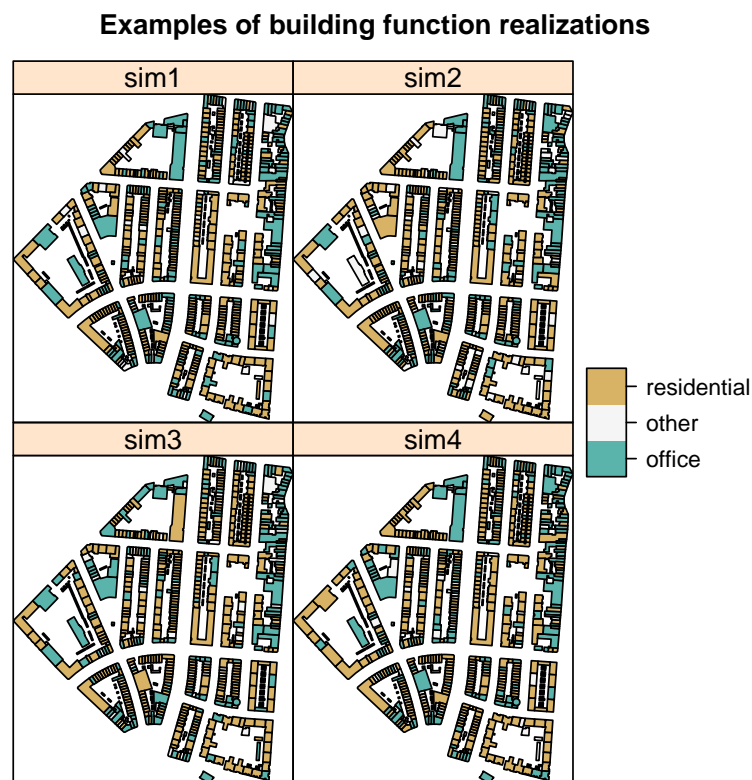 Examples of building function realizations
sim1
sim2
residential
other
office
sim3
sim4